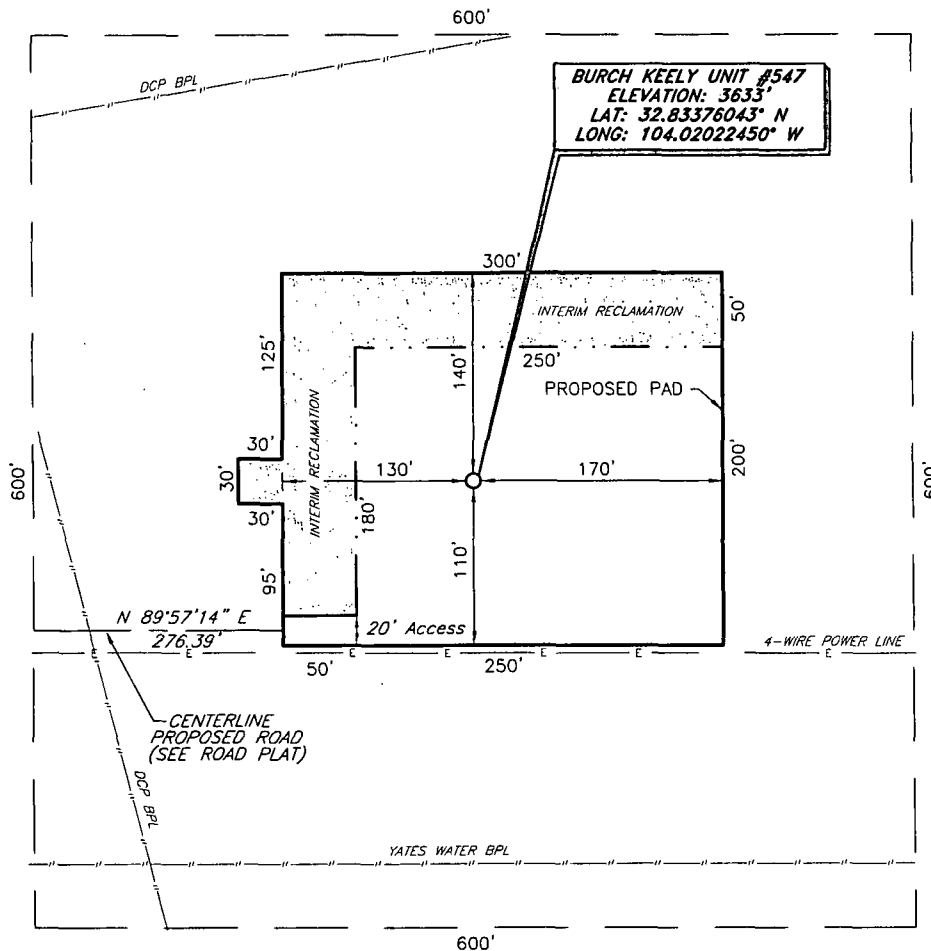 600'
DCP BPL
BURCH KEELY UNIT #547
ELEVATION: 3633'
LAT: 32.83376043° N
LONG: 104.02022450° W
300'
INTERIM RECLAMATION
50'
125'
140'
250'
PROPOSED PAD
INTERIM RECLAMATION
30'
600'
30'
130'
170'
200'
600'
30'
180'
110'
95'
N 89°57'14" E
276.39'
20' Access
4-WIRE POWER LINE
E
E
E
E
E
E
E
50'
250'
CENTERLINE
PROPOSED ROAD
(SEE ROAD PLAT)
DCP BPL
YATES WATER BPL
600'